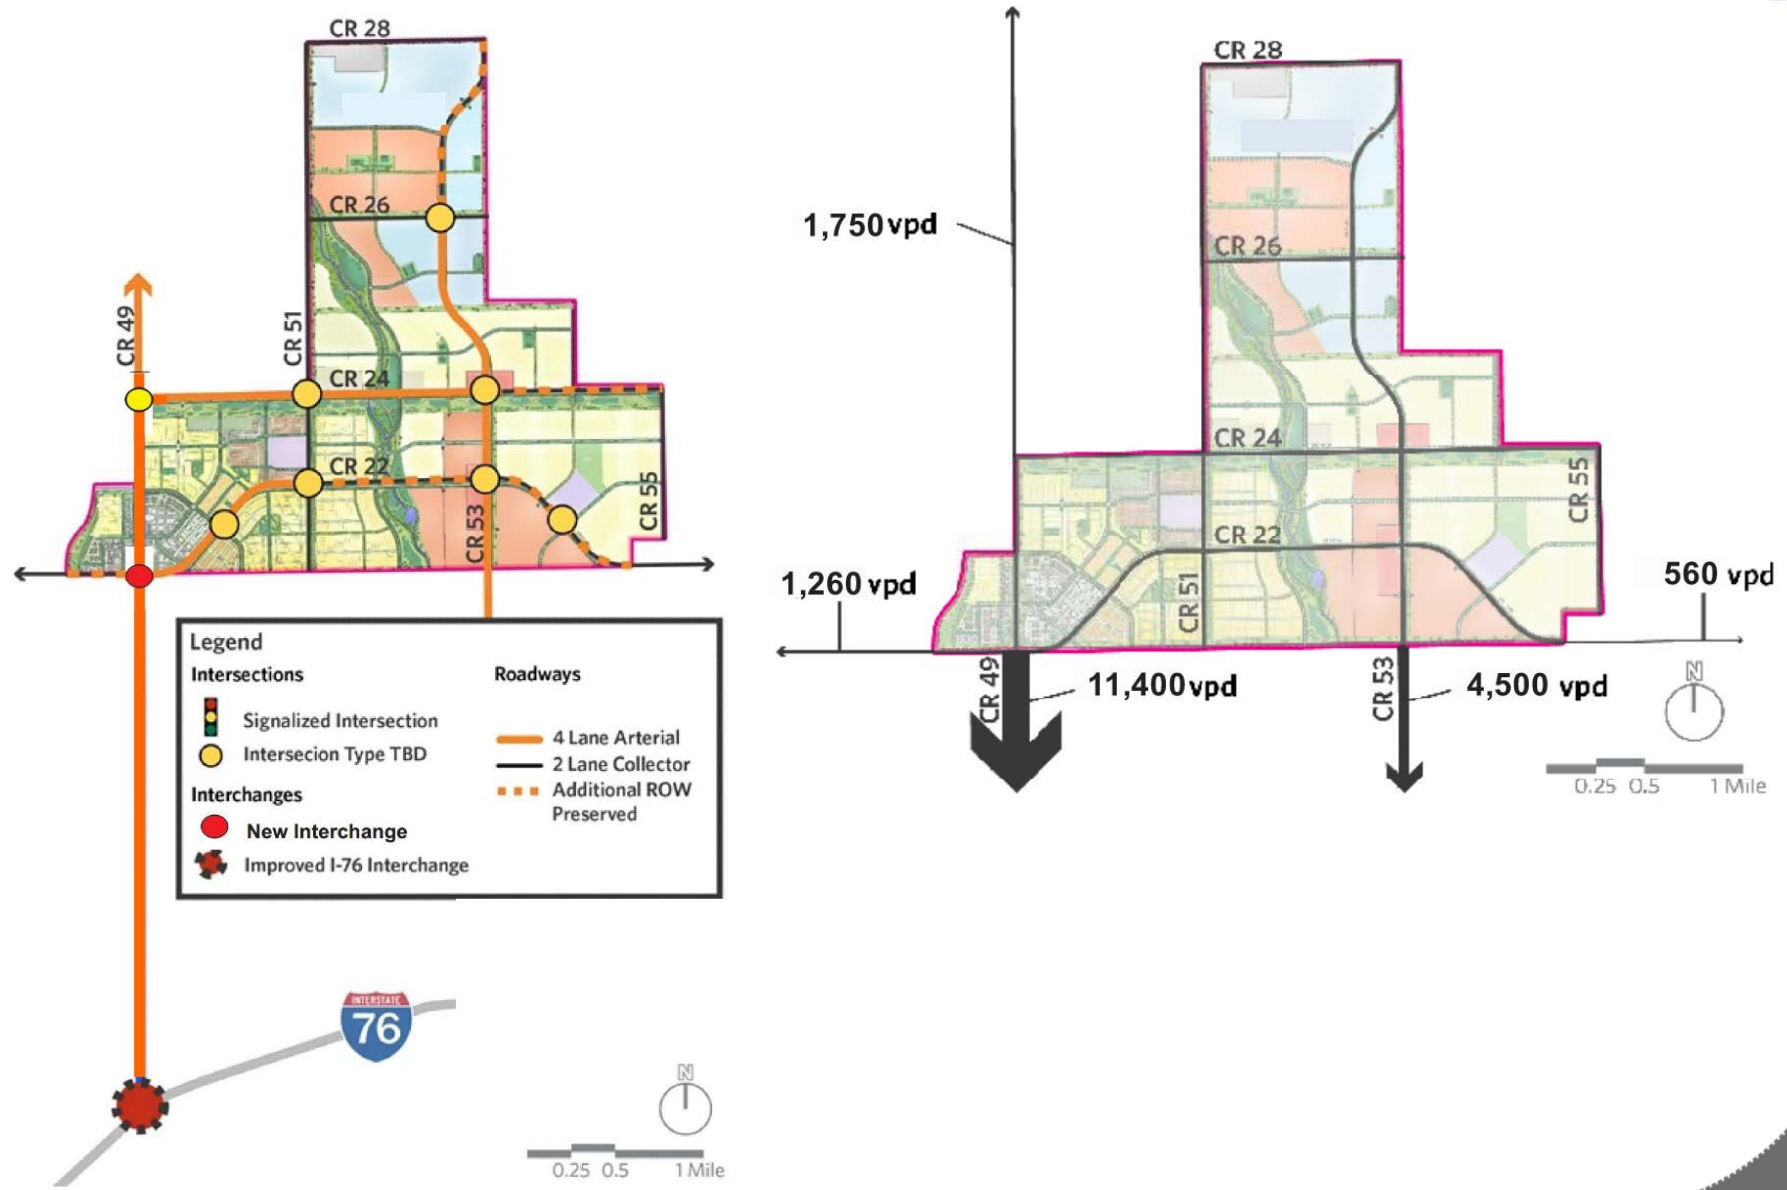 CR 28
CR 26
CR 49
CR 51
CR 24
CR 22
CR 53
CR 55
Legend
Intersections
Signalized Intersection
Intersecion Type TBD
Interchanges
New Interchange
Improved I-76 Interchange
Roadways
4 Lane Arterial
2 Lane Collector
Additional ROW
Preserved
INTERSTATE
76
N
0.25 0.5 1 Mile
CR 28
1,750 vpd
CR 26
CR 24
CR 55
CR 22
1,260 vpd
CR 51
560 vpd
CR 49
11,400 vpd
CR 53
4,500 vpd
N
0.25 0.5 1 Mile